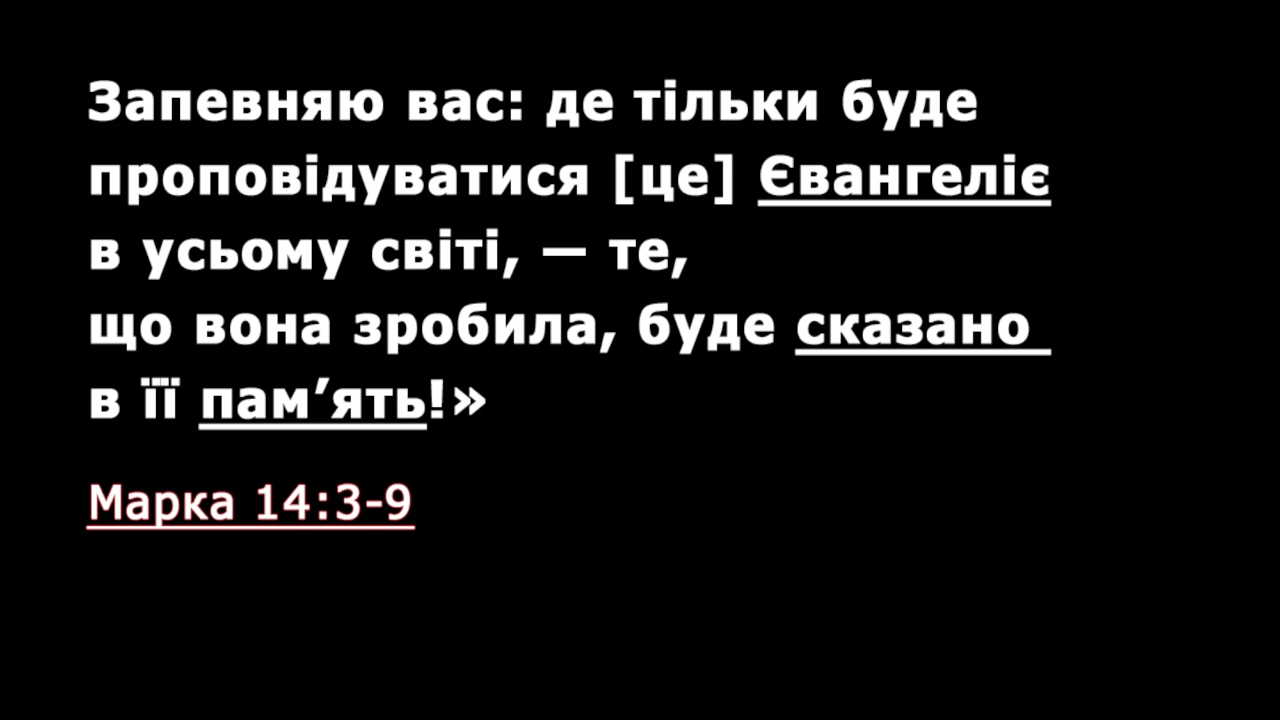 Запевняю вас: де тільки буде
проповідуватися [це] Євангеліє
в усьому світі, — те,
що вона зробила, буде сказано
в її пам’ять!»
Марка 14:3-9